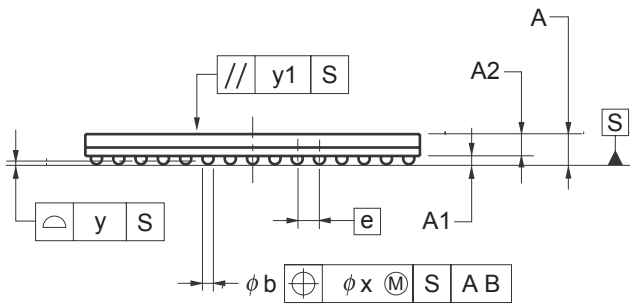 A
A2
// y1 S
S
⌓ y S
e
A1
φb ⌖ φx Ⓜ S A B